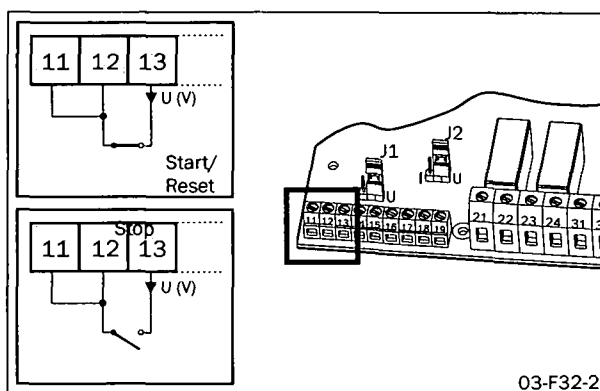 11 12 13
U (V)
Start/
Reset
Stop
11 12 13
U (V)
J1
J2
U
I U
11 12 13 15 16 17 18 19
21 22 23 24 31
03-F32-2